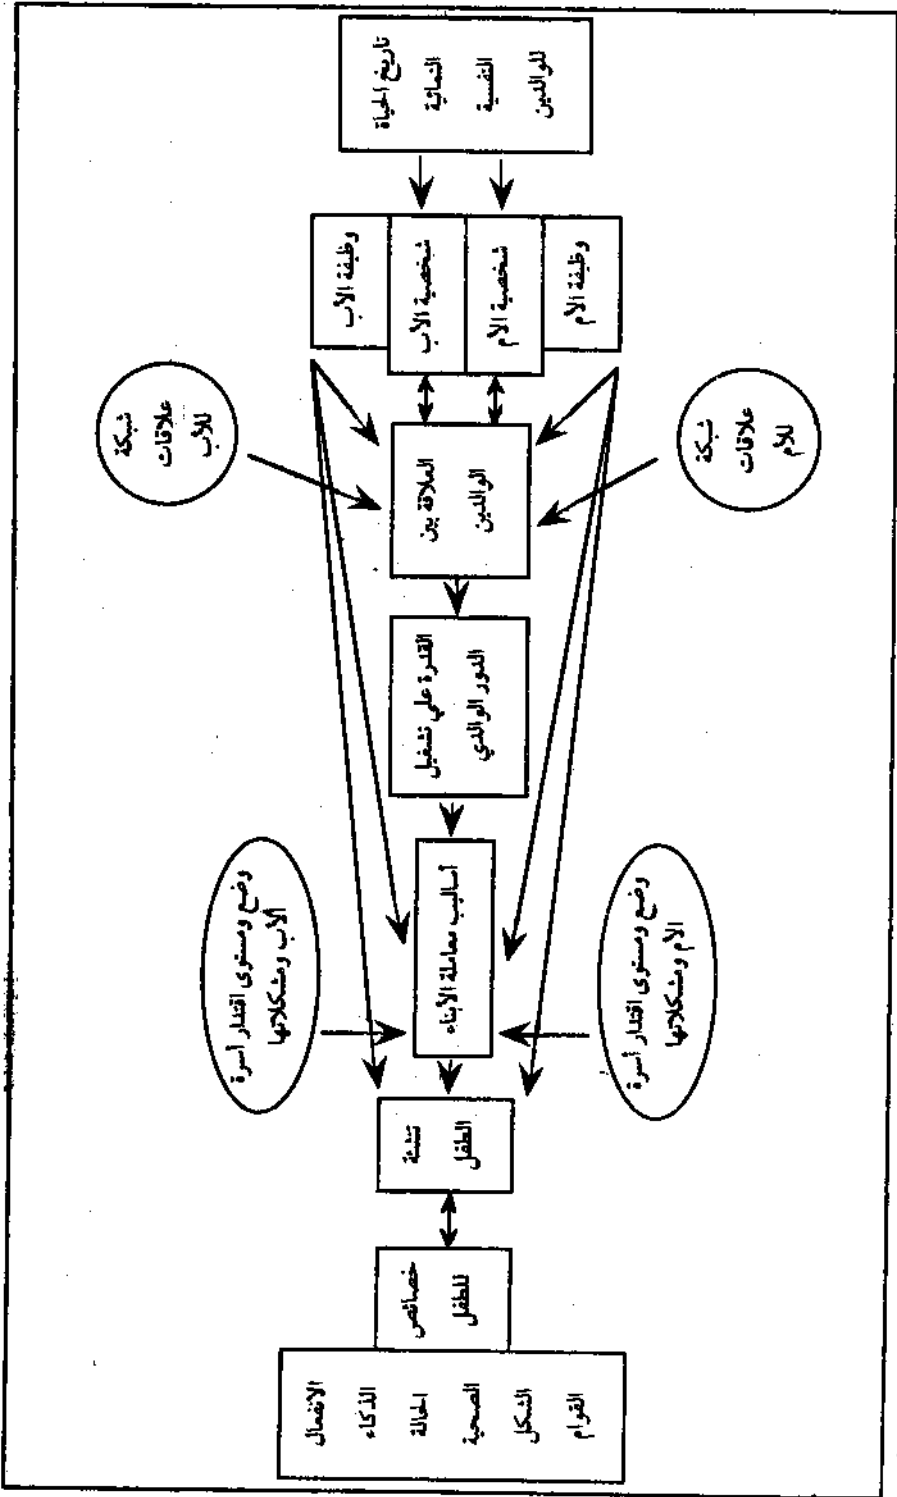 تاريخ الحياة
النمائية
النفسية
للوالدين
وظيفة الأب
شخصية الأب
شخصية الأم
وظيفة الأم
شبكة
علاقات
للأب
العلاقة بين
الوالدين
شبكة
علاقات
للأم
القدرة علي تشغيل
الدور الوالدي
وضع ومستوى اقتدار أسرة
الأب ومشكلاتها
أساليب معاملة الأبناء
وضع ومستوى اقتدار أسرة
الأم ومشكلاتها
تنشئة
الطفل
خصائص
للطفل
الانفعال
الذكاء
الحالة
الصحية
الشكل
القوام